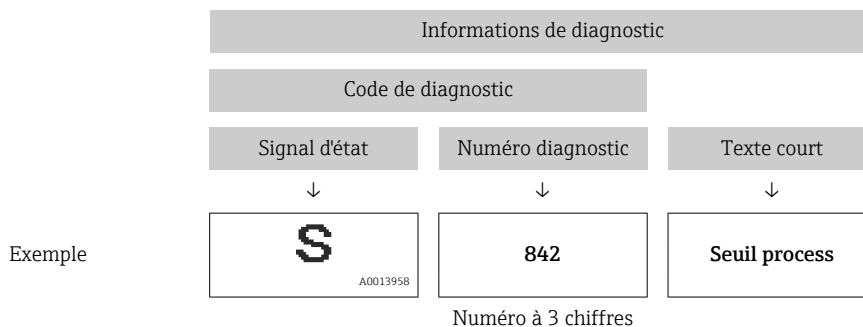 Informations de diagnostic
Code de diagnostic
Signal d'état Numéro diagnostic Texte court
↓ ↓ ↓
Exemple S 842 Seuil process
A0013958
Numéro à 3 chiffres